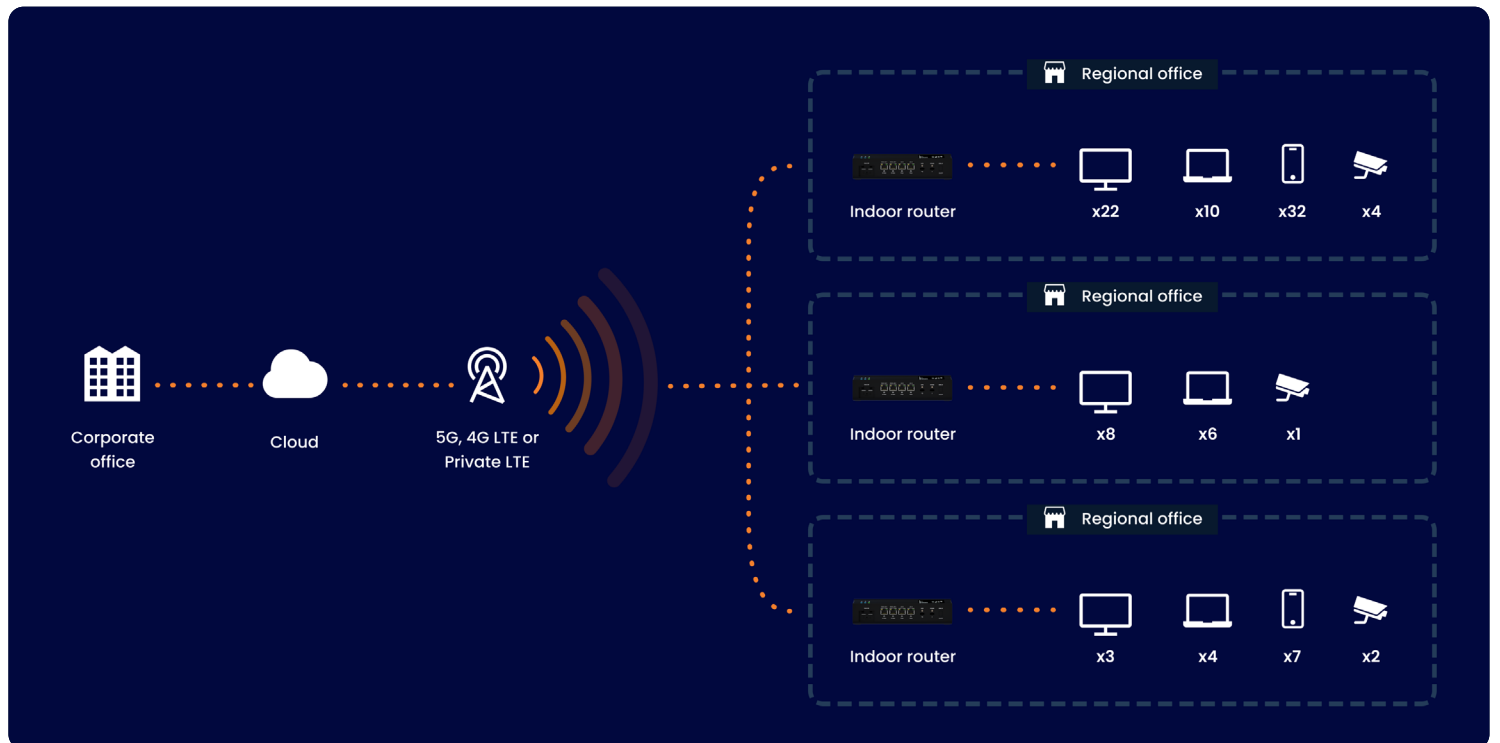 Corporate
office
Cloud
5G, 4G LTE or
Private LTE
Regional office
Indoor router
x22
x10
x32
x4
Regional office
Indoor router
x8
x6
x1
Regional office
Indoor router
x3
x4
x7
x2